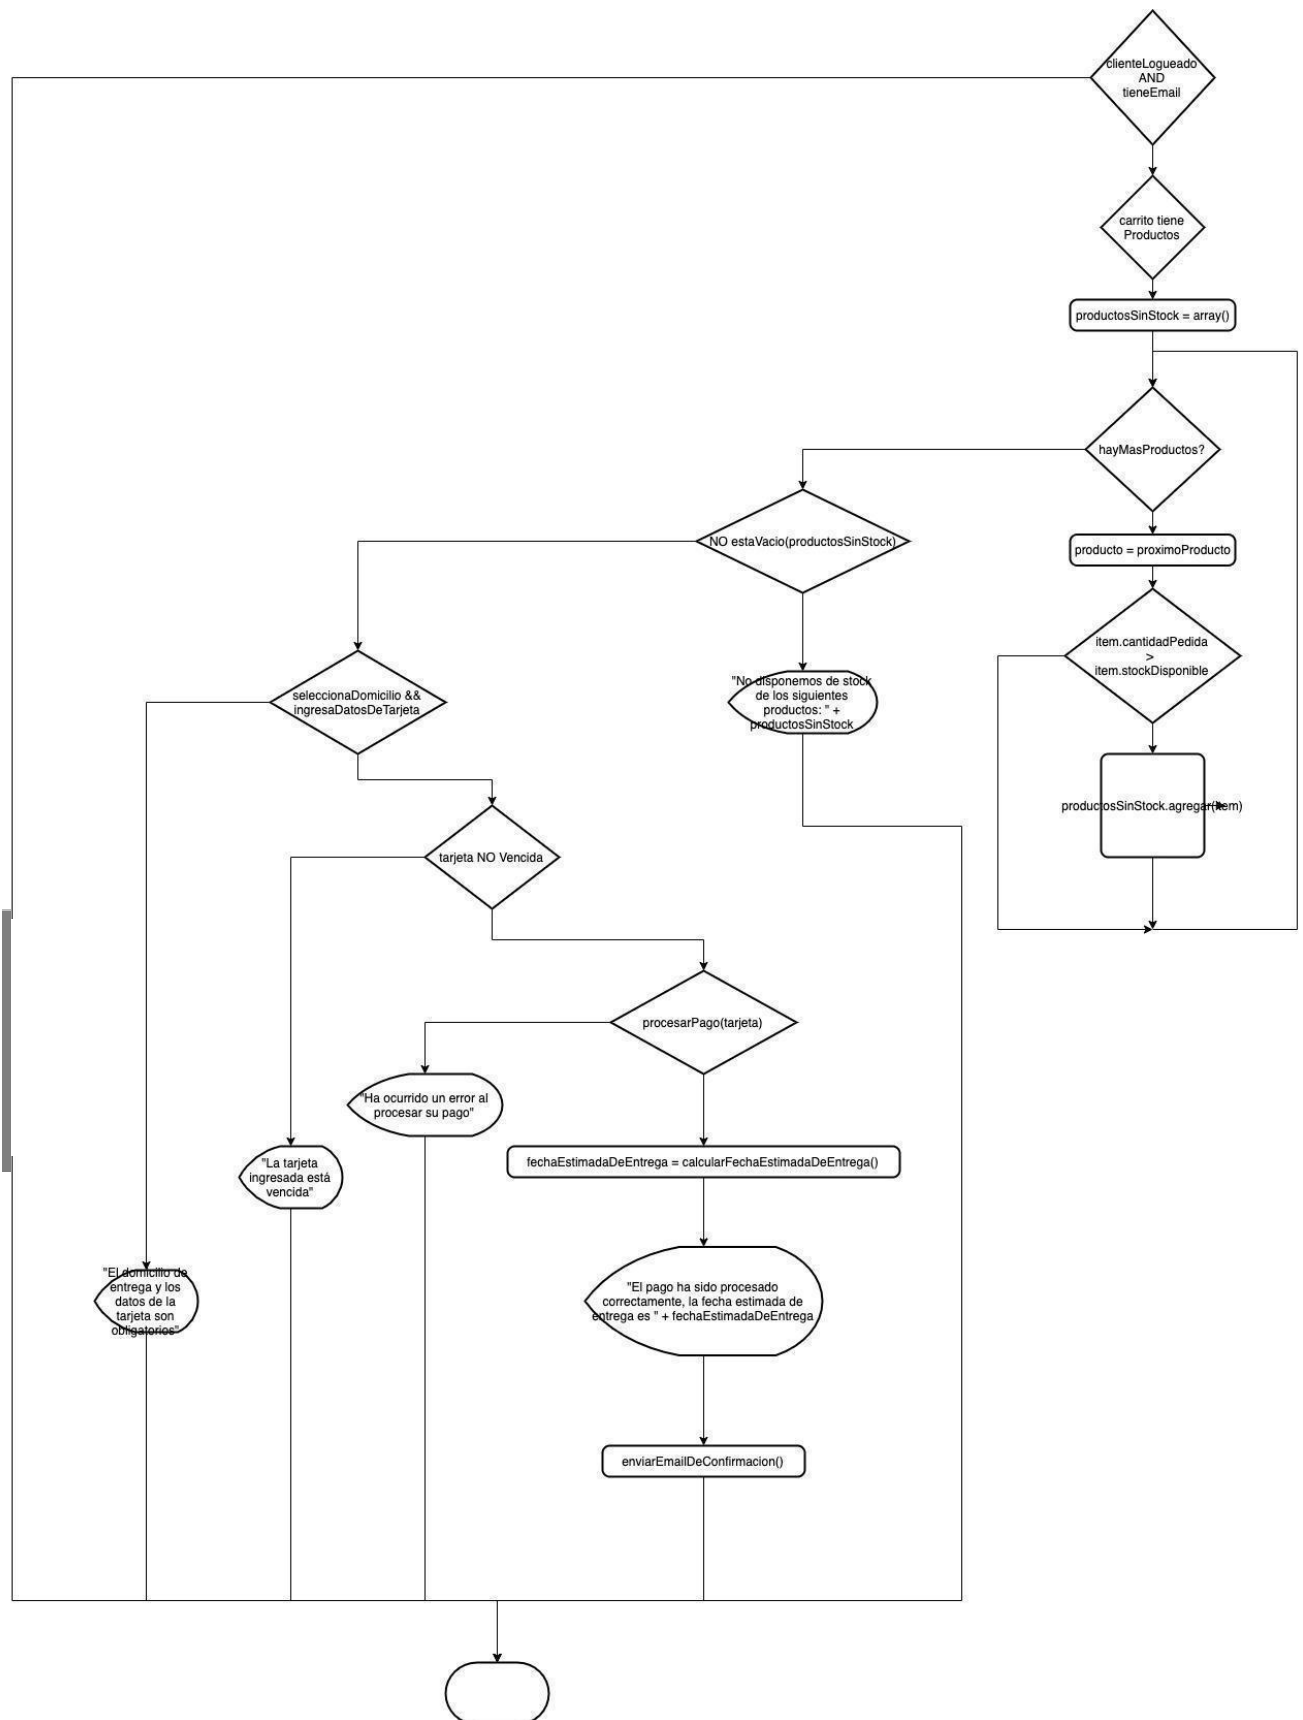 clienteLogueado
AND
tieneEmail
carrito tiene
Productos
productosSinStock = array()
hayMasProductos?
NO estaVacio(productosSinStock)
producto = proximoProducto
item.cantidadPedida
>
item.stockDisponible
seleccionaDomicilio &&
ingresaDatosDeTarjeta
"No disponemos de stock
de los siguientes
productos: " +
productosSinStock
productosSinStock.agregar(item)
tarjeta NO Vencida
procesarPago(tarjeta)
"Ha ocurrido un error al
procesar su pago"
"La tarjeta
ingresada está
vencida"
fechaEstimadaDeEntrega = calcularFechaEstimadaDeEntrega()
"El domicilio de
entrega y los
datos de la
tarjeta son
obligatorios"
"El pago ha sido procesado
correctamente, la fecha estimada de
entrega es " + fechaEstimadaDeEntrega
enviarEmailDeConfirmacion()